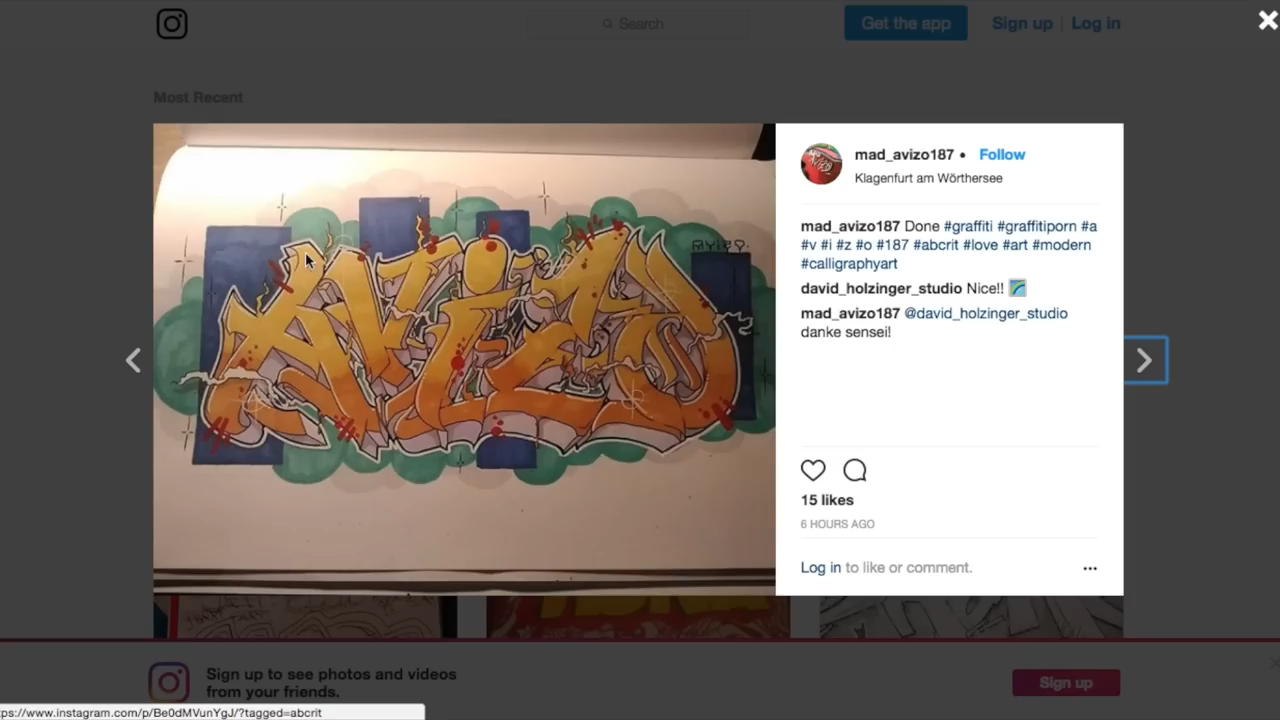 Search
Get the app
Sign up | Log in
Most Recent
mad_avizo187 • Follow
Klagenfurt am Wörthersee
mad_avizo187 Done #graffiti #graffitiporn #a
#v #i #z #o #187 #abcrit #love #art #modern
#calligraphyart
david_holzinger_studio Nice!!
mad_avizo187 @david_holzinger_studio
danke sensei!
AVIZO
15 likes
6 HOURS AGO
Log in to like or comment.
Sign up to see photos and videos
from your friends.
Sign up
tps://www.instagram.com/p/Be0dMVunYgJ/?tagged=abcrit